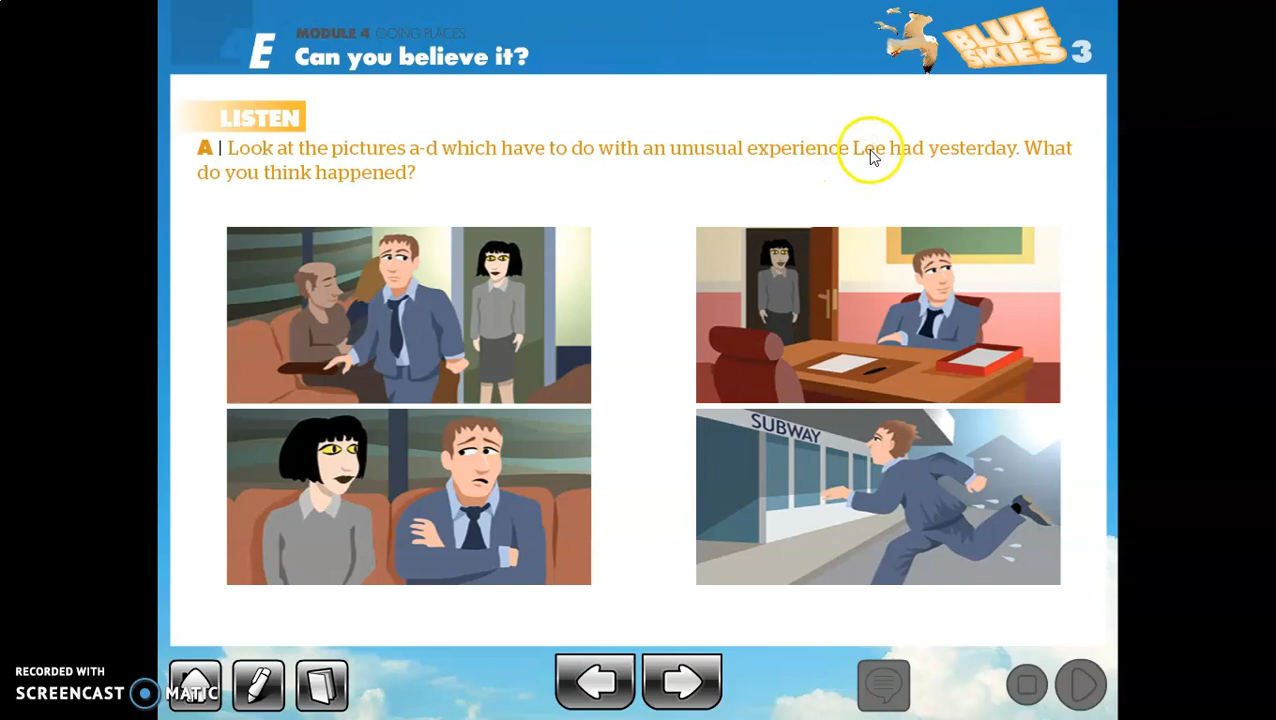 E
MODULE 4 GOING PLACES
Can you believe it?
BLUE SKIES 3
LISTEN
A | Look at the pictures a-d which have to do with an unusual experience Lee had yesterday. What
do you think happened?
SUBWAY
RECORDED WITH
SCREENCAST MATIC